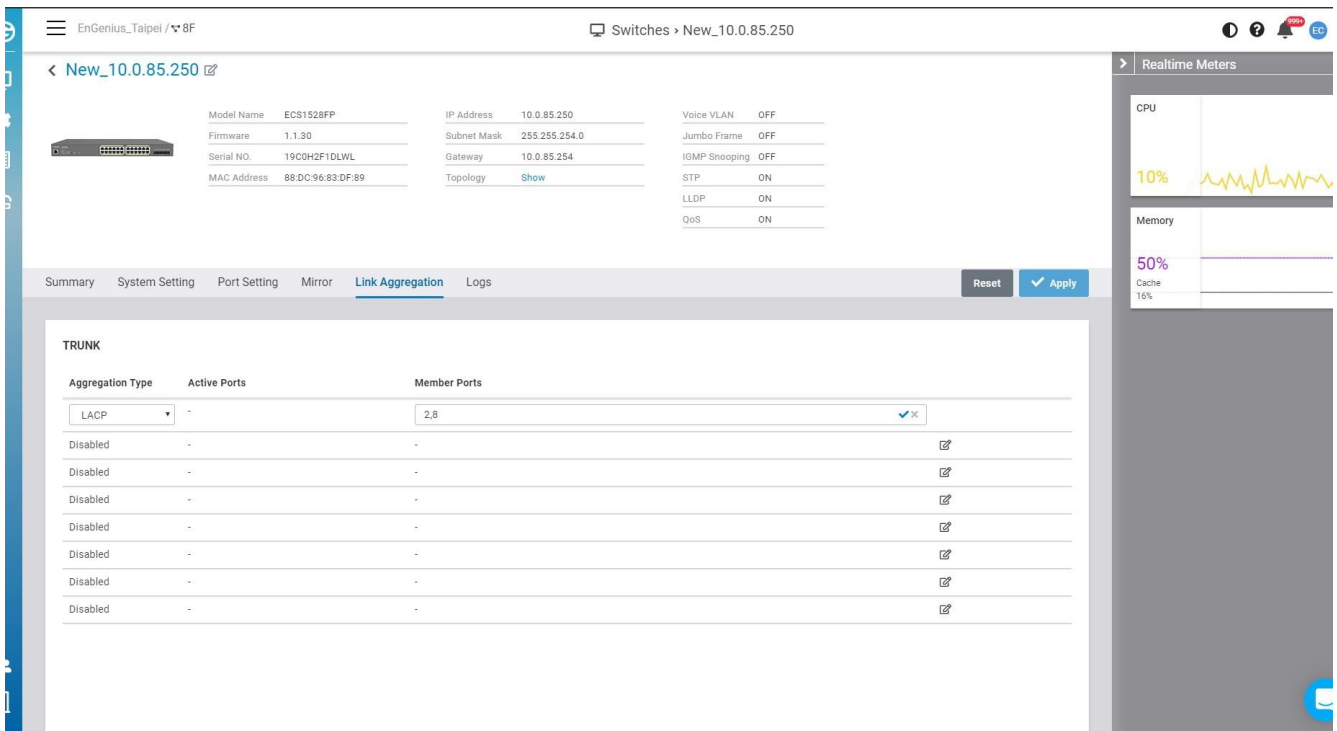 EnGenius_Taipei / 8F
Switches › New_10.0.85.250
999+
EC
New_10.0.85.250
Model Name ECS1528FP
Firmware 1.1.30
Serial NO. 19C0H2F1DLWL
MAC Address 88:DC:96:83:DF:89
IP Address 10.0.85.250
Subnet Mask 255.255.254.0
Gateway 10.0.85.254
Topology Show
Voice VLAN OFF
Jumbo Frame OFF
IGMP Snooping OFF
STP ON
LLDP ON
QoS ON
Realtime Meters
CPU
10%
Memory
50%
Cache
16%
Summary System Setting Port Setting Mirror Link Aggregation Logs Reset Apply
TRUNK
Aggregation Type Active Ports Member Ports
LACP - 2,8
Disabled - -
Disabled - -
Disabled - -
Disabled - -
Disabled - -
Disabled - -
Disabled - -